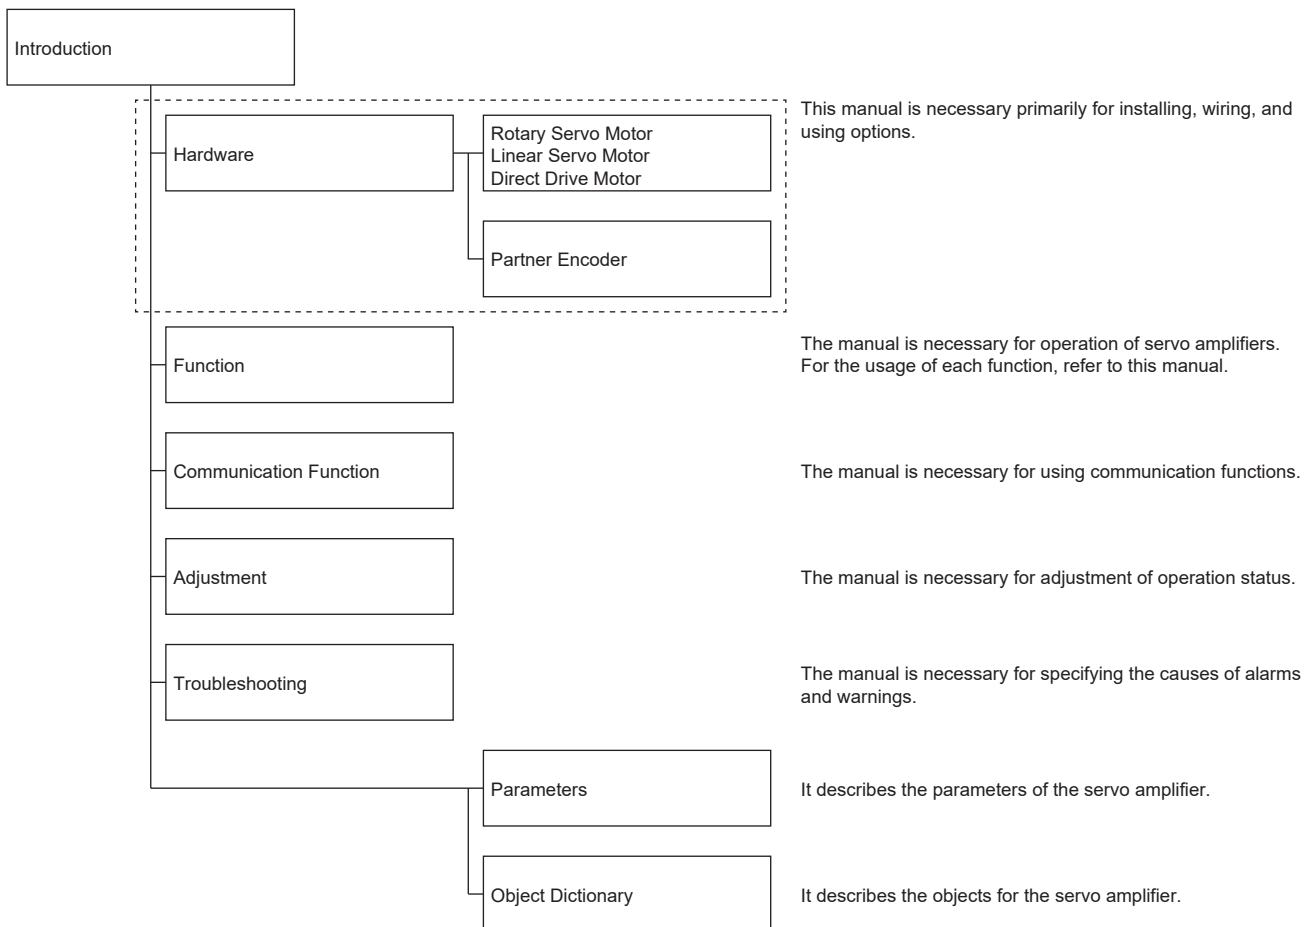 Introduction
This manual is necessary primarily for installing, wiring, and
using options.
Hardware
Rotary Servo Motor
Linear Servo Motor
Direct Drive Motor
Partner Encoder
Function
The manual is necessary for operation of servo amplifiers.
For the usage of each function, refer to this manual.
Communication Function
The manual is necessary for using communication functions.
Adjustment
The manual is necessary for adjustment of operation status.
Troubleshooting
The manual is necessary for specifying the causes of alarms
and warnings.
Parameters
It describes the parameters of the servo amplifier.
Object Dictionary
It describes the objects for the servo amplifier.